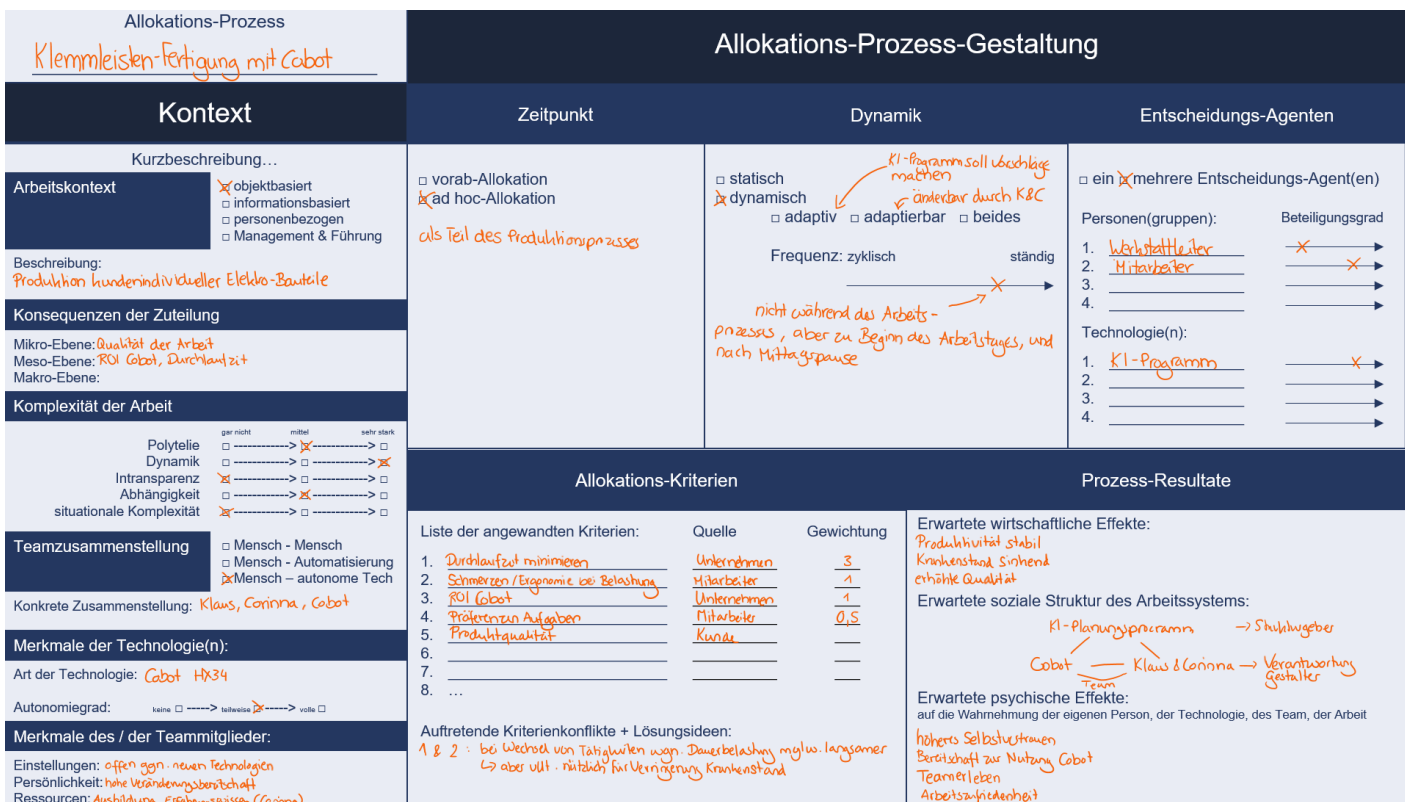 Allokations-Prozess
Klemmleisten-Fertigung mit Cobot
Kontext
Kurzbeschreibung…
Arbeitskontext
objektbasiert
informationsbasiert
personenbezogen
Management & Führung
Beschreibung:
Produktion kundenindividueller Elektro-Bauteile
Konsequenzen der Zuteilung
Mikro-Ebene: Qualität der Arbeit
Meso-Ebene: ROI Cobot, Durchlaufzeit
Makro-Ebene:
Komplexität der Arbeit
gar nicht mittel sehr stark
Polytelie
Dynamik
Intransparenz
Abhängigkeit
situationale Komplexität
Teamzusammenstellung
Mensch - Mensch
Mensch - Automatisierung
Mensch – autonome Tech
Konkrete Zusammenstellung: Klaus, Corinna, Cobot
Merkmale der Technologie(n):
Art der Technologie: Cobot HX34
Autonomiegrad: keine teilweise volle
Merkmale des / der Teammitglieder:
Einstellungen: offen ggn. neuen Technologien
Persönlichkeit: hohe Veränderungsbereitschaft
Ressourcen: Ausbildung, (Corinna)
Allokations-Prozess-Gestaltung
Zeitpunkt
vorab-Allokation
ad hoc-Allokation
als Teil des Produktionsprozesses
Dynamik
KI-Programm soll Vorschläge
machen
statisch
dynamisch
änderbar durch K&C
adaptiv adaptierbar beides
Frequenz: zyklisch ständig
nicht während des Arbeits-
prozesses, aber zu Beginn des Arbeitstages, und
nach Mittagspause
Entscheidungs-Agenten
ein mehrere Entscheidungs-Agent(en)
Personen(gruppen): Beteiligungsgrad
1. Werkstattleiter
2. Mitarbeiter
3.
4.
Technologie(n):
1. KI-Programm
2.
3.
4.
Allokations-Kriterien
Liste der angewandten Kriterien: Quelle Gewichtung
1. Durchlaufzeit minimieren Unternehmen 3
2. Schmerzen/Ergonomie bei Belastung Mitarbeiter 1
3. ROI Cobot Unternehmen 1
4. Präferenzen Aufgaben Mitarbeiter 0,5
5. Produktqualität Kunde
6.
7.
8. …
Auftretende Kriterienkonflikte + Lösungsideen:
1 & 2: bei Wechsel von Tätigkeiten wgn. Dauerbelastung mglw. langsamer
aber vllt. nützlich für Verringerung Krankenstand
Prozess-Resultate
Erwartete wirtschaftliche Effekte:
Produktivität stabil
Krankenstand sinkend
erhöhte Qualität
Erwartete soziale Struktur des Arbeitssystems:
KI-Planungsprogramm
Cobot Klaus & Corinna Verantwortung
Team Gestalter
Erwartete psychische Effekte:
auf die Wahrnehmung der eigenen Person, der Technologie, des Team, der Arbeit
höheres Selbstvertrauen
Bereitschaft zur Nutzung Cobot
Teamerleben
Arbeitszufriedenheit